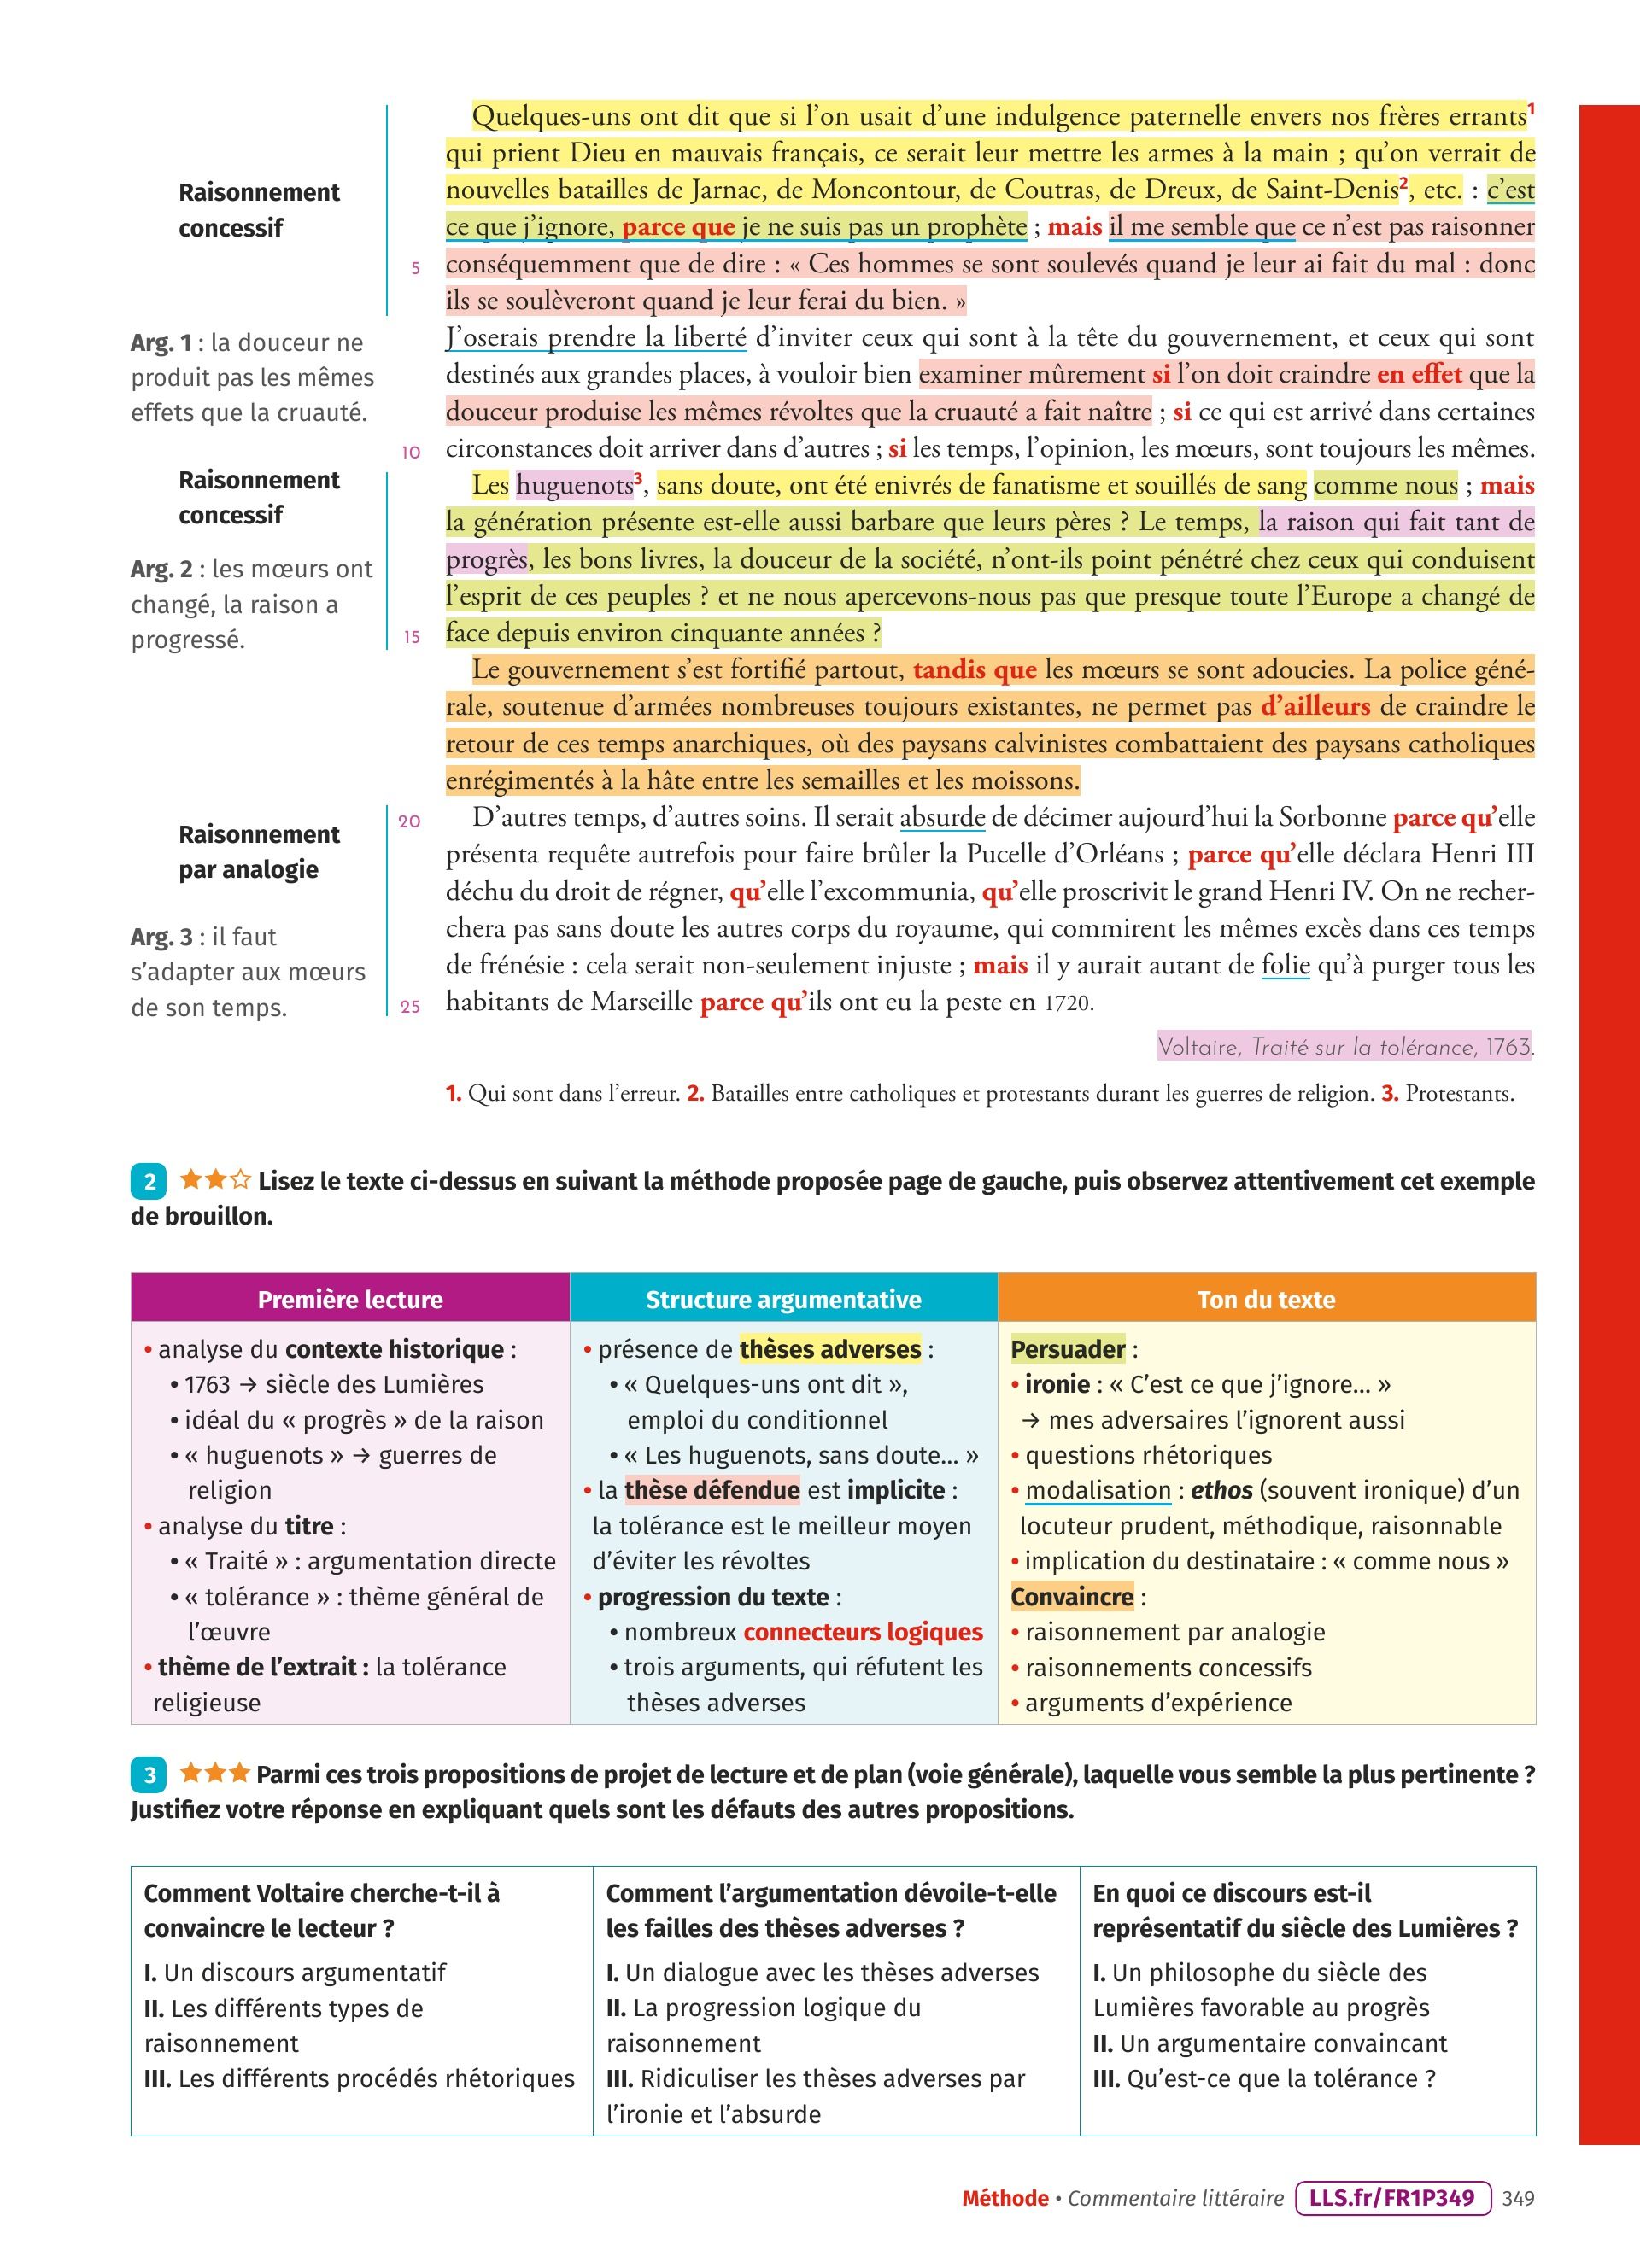 Quelques-uns ont dit que si l’on usait d’une indulgence paternelle envers nos frères errants1
qui prient Dieu en mauvais français, ce serait leur mettre les armes à la main ; qu’on verrait de
nouvelles batailles de Jarnac, de Moncontour, de Coutras, de Dreux, de Saint-Denis2, etc. : c’est
ce que j’ignore, parce que je ne suis pas un prophète ; mais il me semble que ce n’est pas raisonner
5 conséquemment que de dire : « Ces hommes se sont soulevés quand je leur ai fait du mal : donc
ils se soulèveront quand je leur ferai du bien. »
Raisonnement
concessif
J’oserais prendre la liberté d’inviter ceux qui sont à la tête du gouvernement, et ceux qui sont
destinés aux grandes places, à vouloir bien examiner mûrement si l’on doit craindre en effet que la
douceur produise les mêmes révoltes que la cruauté a fait naître ; si ce qui est arrivé dans certaines
10 circonstances doit arriver dans d’autres ; si les temps, l’opinion, les mœurs, sont toujours les mêmes.
Arg. 1 : la douceur ne
produit pas les mêmes
effets que la cruauté.
Les huguenots3, sans doute, ont été enivrés de fanatisme et souillés de sang comme nous ; mais
la génération présente est-elle aussi barbare que leurs pères ? Le temps, la raison qui fait tant de
progrès, les bons livres, la douceur de la société, n’ont-ils point pénétré chez ceux qui conduisent
l’esprit de ces peuples ? et ne nous apercevons-nous pas que presque toute l’Europe a changé de
15 face depuis environ cinquante années ?
Raisonnement
concessif
Arg. 2 : les mœurs ont
changé, la raison a
progressé.
Le gouvernement s’est fortifié partout, tandis que les mœurs se sont adoucies. La police géné-
rale, soutenue d’armées nombreuses toujours existantes, ne permet pas d’ailleurs de craindre le
retour de ces temps anarchiques, où des paysans calvinistes combattaient des paysans catholiques
enrégimentés à la hâte entre les semailles et les moissons.
20 D’autres temps, d’autres soins. Il serait absurde de décimer aujourd’hui la Sorbonne parce qu’elle
présenta requête autrefois pour faire brûler la Pucelle d’Orléans ; parce qu’elle déclara Henri III
déchu du droit de régner, qu’elle l’excommunia, qu’elle proscrivit le grand Henri IV. On ne recher-
chera pas sans doute les autres corps du royaume, qui commirent les mêmes excès dans ces temps
de frénésie : cela serait non-seulement injuste ; mais il y aurait autant de folie qu’à purger tous les
25 habitants de Marseille parce qu’ils ont eu la peste en 1720.
Raisonnement
par analogie
Arg. 3 : il faut
s’adapter aux mœurs
de son temps.
Voltaire, Traité sur la tolérance, 1763.
1. Qui sont dans l’erreur. 2. Batailles entre catholiques et protestants durant les guerres de religion. 3. Protestants.
2 ★★☆ Lisez le texte ci-dessus en suivant la méthode proposée page de gauche, puis observez attentivement cet exemple
de brouillon.
Première lecture
• analyse du contexte historique :
• 1763 → siècle des Lumières
• idéal du « progrès » de la raison
• « huguenots » → guerres de
religion
• analyse du titre :
• « Traité » : argumentation directe
• « tolérance » : thème général de
l’œuvre
• thème de l’extrait : la tolérance
religieuse
Structure argumentative
• présence de thèses adverses :
• « Quelques-uns ont dit »,
emploi du conditionnel
• « Les huguenots, sans doute... »
• la thèse défendue est implicite :
la tolérance est le meilleur moyen
d’éviter les révoltes
• progression du texte :
• nombreux connecteurs logiques
• trois arguments, qui réfutent les
thèses adverses
Ton du texte
Persuader :
• ironie : « C’est ce que j’ignore... »
→ mes adversaires l’ignorent aussi
• questions rhétoriques
• modalisation : ethos (souvent ironique) d’un
locuteur prudent, méthodique, raisonnable
• implication du destinataire : « comme nous »
Convaincre :
• raisonnement par analogie
• raisonnements concessifs
• arguments d’expérience
3 ★★★ Parmi ces trois propositions de projet de lecture et de plan (voie générale), laquelle vous semble la plus pertinente ?
Justifiez votre réponse en expliquant quels sont les défauts des autres propositions.
Comment Voltaire cherche-t-il à
convaincre le lecteur ?
I. Un discours argumentatif
II. Les différents types de
raisonnement
III. Les différents procédés rhétoriques
Comment l’argumentation dévoile-t-elle
les failles des thèses adverses ?
I. Un dialogue avec les thèses adverses
II. La progression logique du
raisonnement
III. Ridiculiser les thèses adverses par
l’ironie et l’absurde
En quoi ce discours est-il
représentatif du siècle des Lumières ?
I. Un philosophe du siècle des
Lumières favorable au progrès
II. Un argumentaire convaincant
III. Qu’est-ce que la tolérance ?
Méthode • Commentaire littéraire LLS.fr/FR1P349 349